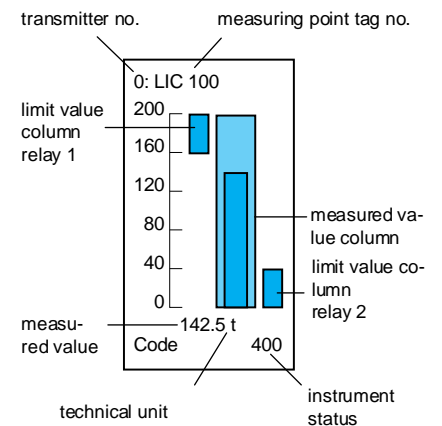 transmitter no.
measuring point tag no.
0: LIC 100
limit value
column
relay 1
200
160
120
80
40
0
measured va-
lue column
limit value co-
lumn
relay 2
measu-
red value
142.5 t
Code
400
technical unit
instrument
status